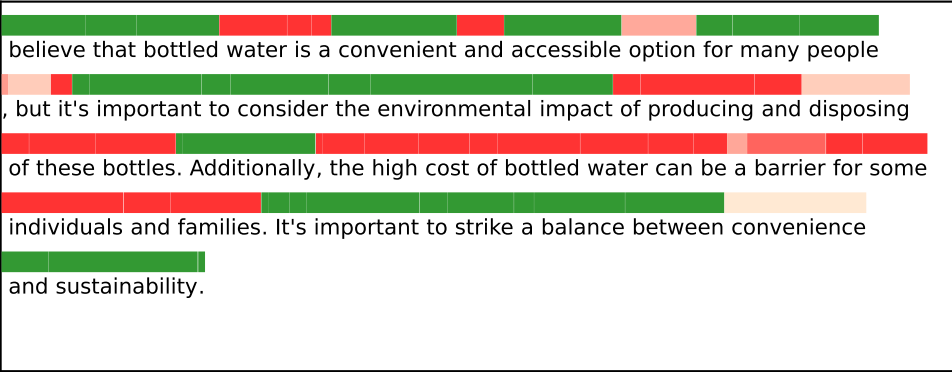 believe that bottled water is a convenient and accessible option for many people
, but it's important to consider the environmental impact of producing and disposing
of these bottles. Additionally, the high cost of bottled water can be a barrier for some
individuals and families. It's important to strike a balance between convenience
and sustainability.